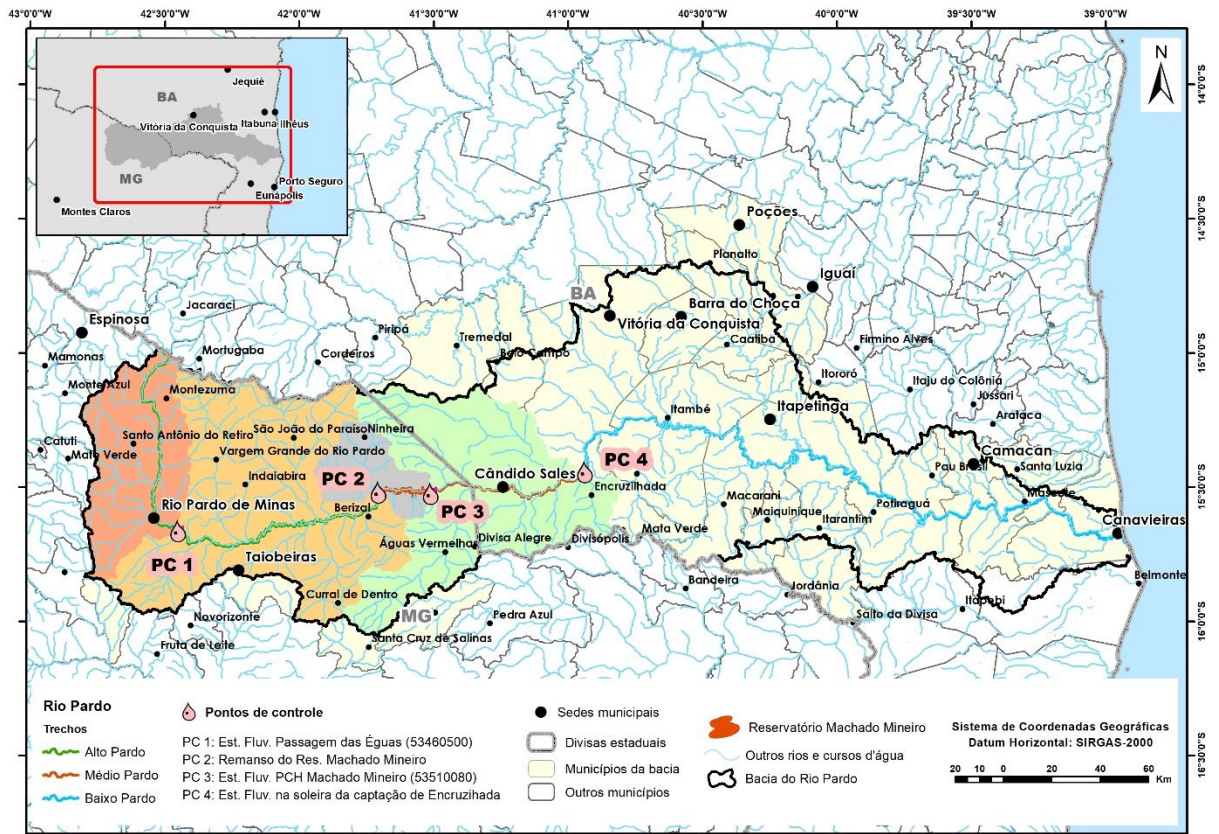 43°0'0" 42°30'0" 42°0'0" 41°30'0" 41°0'0" 40°30'0" 40°0'0" 39°30'0" 39°0'0"
N
14°0'0"S
14°30'0"S
15°0'0"S
15°30'0"S
16°0'0"S
16°30'0"S
Jequié
BA
Vitória da Conquista
Itabuna
Ilhéus
MG
Porto Seguro
Eunápolis
Montes Claros
Poções
Planalto
Iguaí
BA
Barra do Choça
Vitória da Conquista
Caatiba
Firmino Alves
Jacaraci
Espinosa
Piripá
Tremedal
Mamonas
Mortugaba
Cordeiros
Belo Campo
Itororó
Itaju do Colônia
Jussari
Arataca
Monte Azul
Montezuma
Itambé
Itapetinga
Catuti
Mato Verde
Santo Antônio do Retiro
São João do Paraíso
Ninheira
Vargem Grande do Rio Pardo
Camacan
Pau Brasil
Santa Luzia
Indaiabira
PC 2
Cândido Sales
PC 4
Encruzilhada
Mascote
Rio Pardo de Minas
Berizal
PC 3
Macarani
Maiquinique
Potiraguá
Itarantim
Canavieiras
PC 1
Taiobeiras
Águas Vermelhas
Divisa Alegre
Divisópolis
Mata Verde
Bandeira
Jordânia
Belmonte
Curral de Dentro
MG
Pedra Azul
Salto da Divisa
Itapebi
Novorizonte
Santa Cruz de Salinas
Fruta de Leite
Rio Pardo
Trechos
Alto Pardo
Médio Pardo
Baixo Pardo
Pontos de controle
PC 1: Est. Fluv. Passagem das Éguas (53460500)
PC 2: Remanso do Res. Machado Mineiro
PC 3: Est. Fluv. PCH Machado Mineiro (53510080)
PC 4: Est. Fluv. na soleira da captação de Encruzihada
Sedes municipais
Divisas estaduais
Municípios da bacia
Outros municípios
Reservatório Machado Mineiro
Outros rios e cursos d'água
Bacia do Rio Pardo
Sistema de Coordenadas Geográficas
Datum Horizontal: SIRGAS-2000
20 10 0 20 40 60
Km